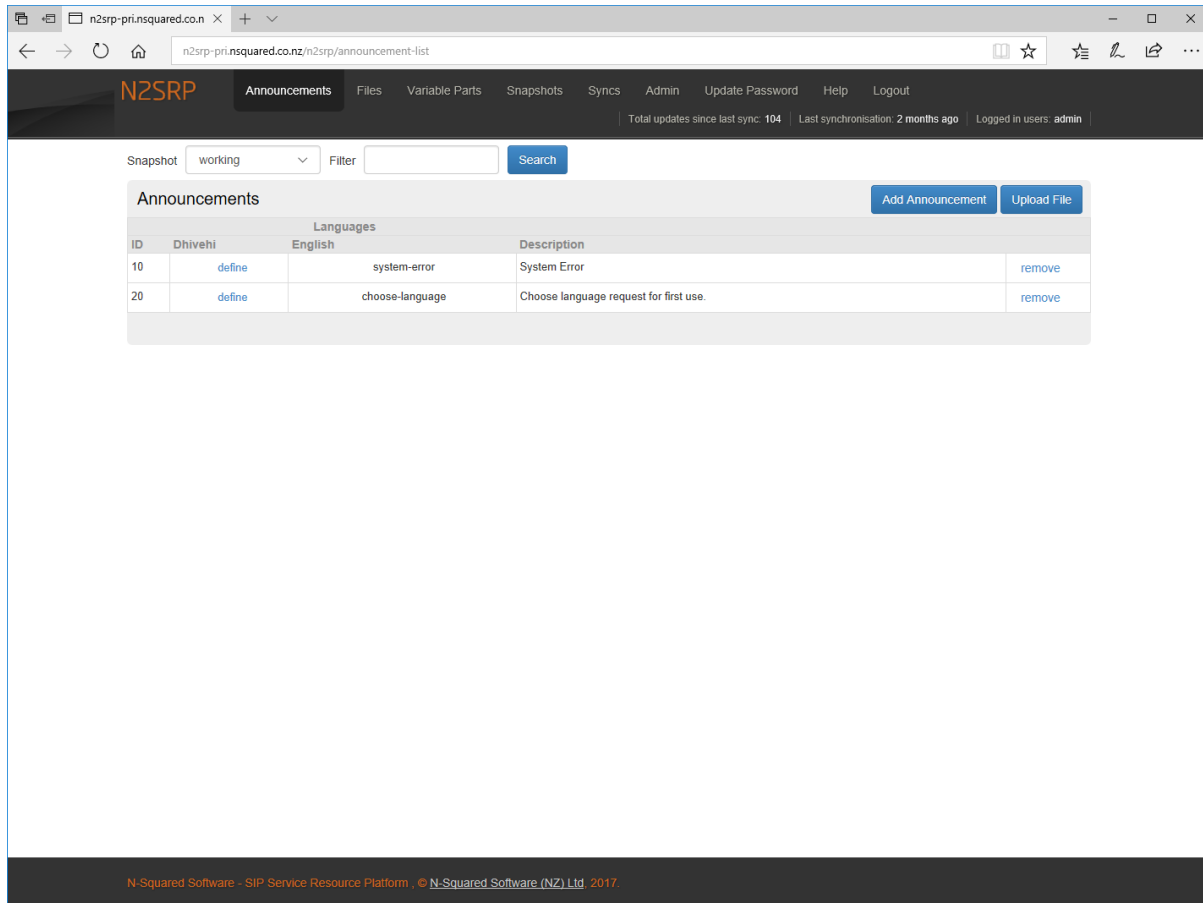 n2srp-pri.nsquared.co.n
n2srp-pri.nsquared.co.nz/n2srp/announcement-list
N2SRP Announcements Files Variable Parts Snapshots Syncs Admin Update Password Help Logout
Total updates since last sync: 104 Last synchronisation: 2 months ago Logged in users: admin
Snapshot working Filter Search
Announcements Add Announcement Upload File
Languages
ID Dhivehi English Description
10 define system-error System Error remove
20 define choose-language Choose language request for first use. remove
N-Squared Software - SIP Service Resource Platform , © N-Squared Software (NZ) Ltd. 2017.